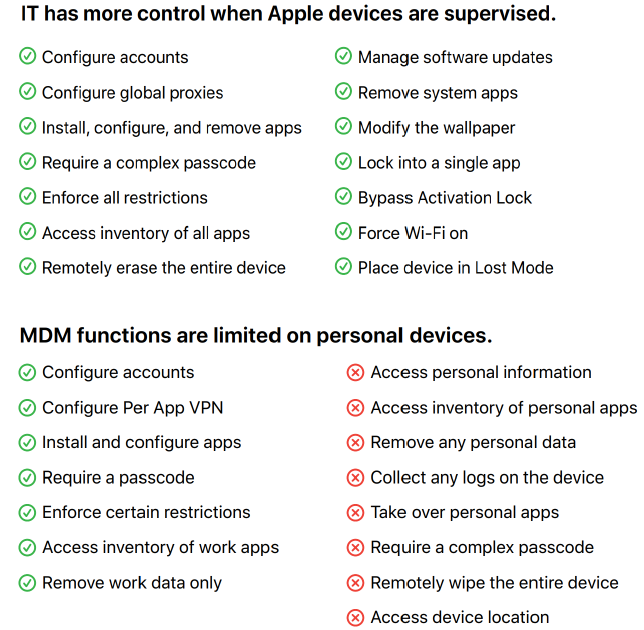 IT has more control when Apple devices are supervised.
Configure accounts
Configure global proxies
Install, configure, and remove apps
Require a complex passcode
Enforce all restrictions
Access inventory of all apps
Remotely erase the entire device
Manage software updates
Remove system apps
Modify the wallpaper
Lock into a single app
Bypass Activation Lock
Force Wi-Fi on
Place device in Lost Mode
MDM functions are limited on personal devices.
Configure accounts
Configure Per App VPN
Install and configure apps
Require a passcode
Enforce certain restrictions
Access inventory of work apps
Remove work data only
Access personal information
Access inventory of personal apps
Remove any personal data
Collect any logs on the device
Take over personal apps
Require a complex passcode
Remotely wipe the entire device
Access device location